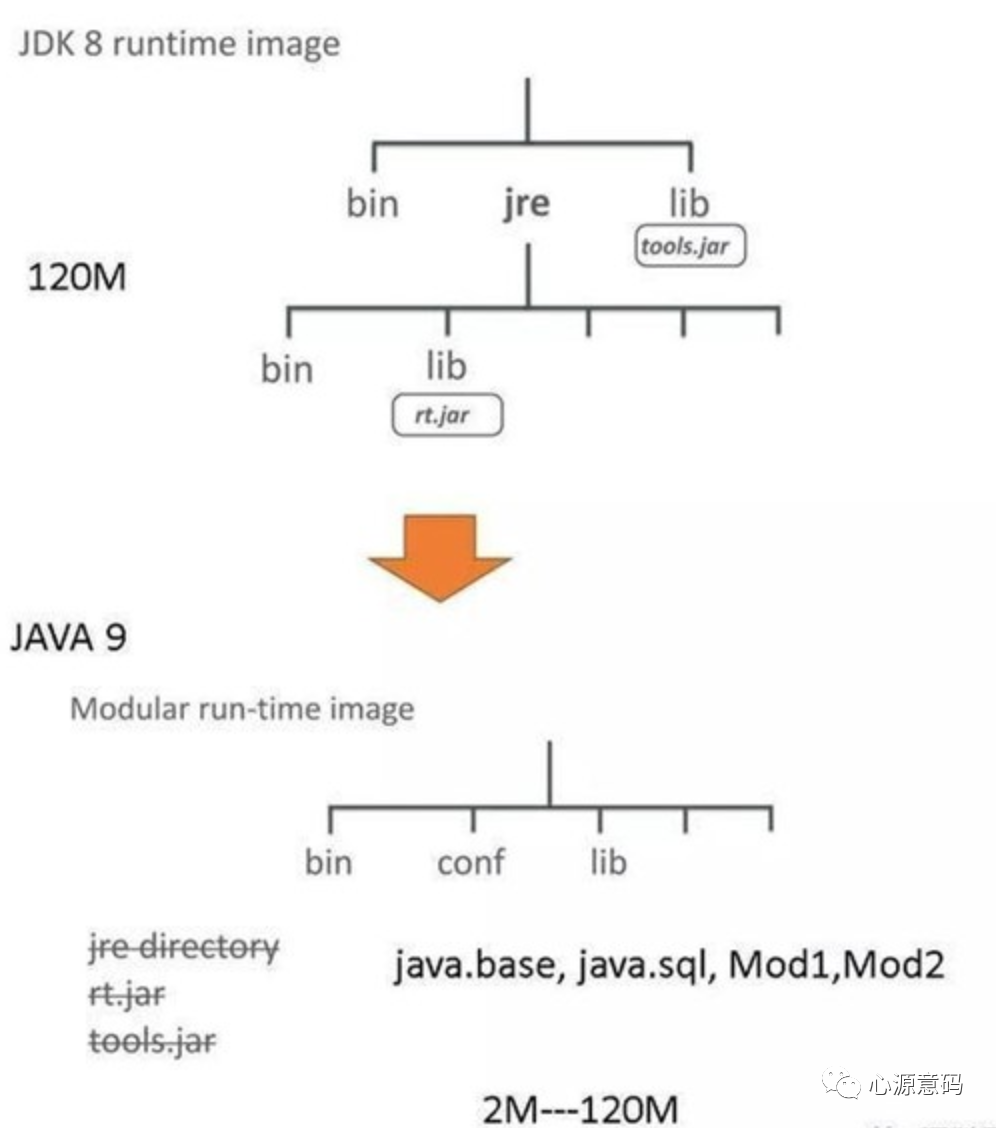 JDK 8 runtime image
bin jre lib
tools.jar
120M
bin lib
rt.jar
JAVA 9
Modular run-time image
bin conf lib
jre directory
java.base, java.sql, Mod1,Mod2
rt.jar
tools.jar
心源意码
2M---120M